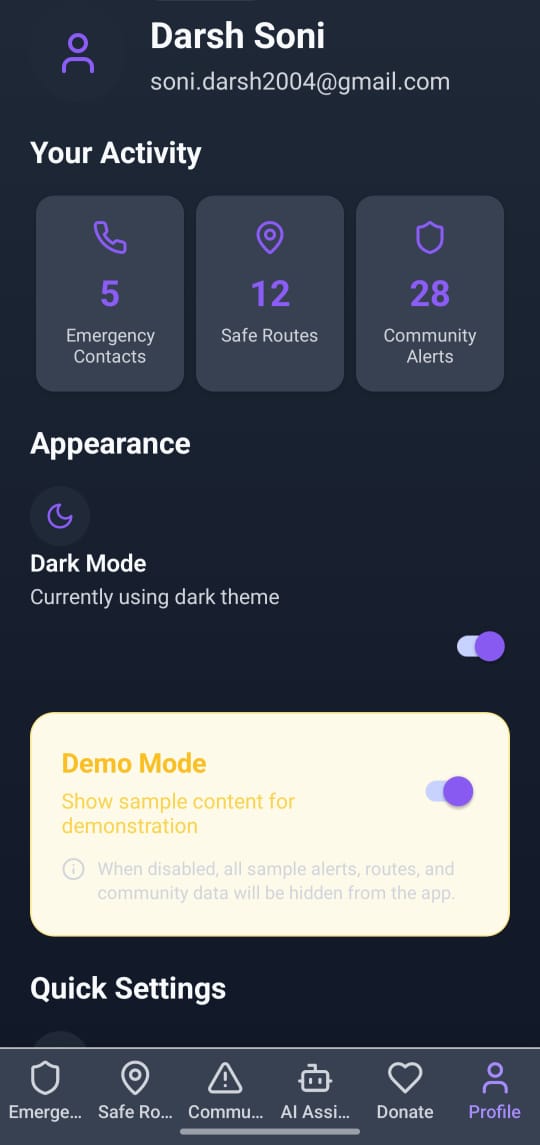 Darsh Soni
soni.darsh2004@gmail.com
Your Activity
5
Emergency
Contacts
12
Safe Routes
28
Community
Alerts
Appearance
Dark Mode
Currently using dark theme
Demo Mode
Show sample content for
demonstration
When disabled, all sample alerts, routes, and
community data will be hidden from the app.
Quick Settings
Emerge...
Safe Ro...
Commu...
AI Assi...
Donate
Profile